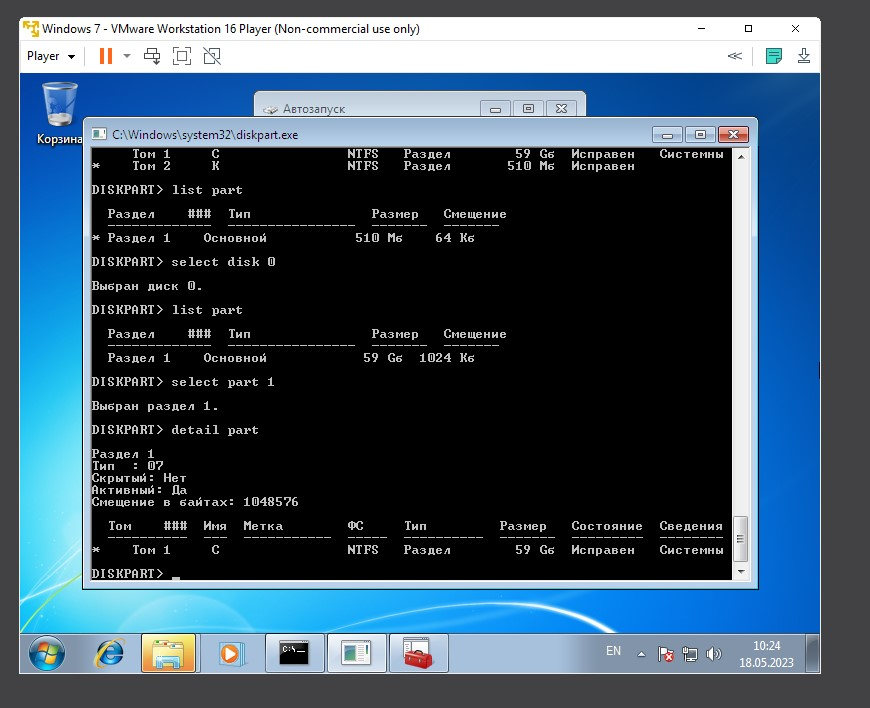 Windows 7 - VMware Workstation 16 Player (Non-commercial use only)
Player
Корзина
Автозапуск
C:\Windows\system32\diskpart.exe
Том 1 C NTFS Раздел 59 Gб Исправен Системны
* Том 2 K NTFS Раздел 510 Mб Исправен
DISKPART> list part
Раздел ### Тип Размер Смещение
------------- ---------------- ------- -------
* Раздел 1 Основной 510 Mб 64 Kб
DISKPART> select disk 0
Выбран диск 0.
DISKPART> list part
Раздел ### Тип Размер Смещение
------------- ---------------- ------- -------
Раздел 1 Основной 59 Gб 1024 Kб
DISKPART> select part 1
Выбран раздел 1.
DISKPART> detail part
Раздел 1
Тип : 07
Скрытый: Нет
Активный: Да
Смещение в байтах: 1048576
Том ### Имя Метка ФС Тип Размер Состояние Сведения
---------- --- ----------- ----- ---------- ------- --------- --------
* Том 1 C NTFS Раздел 59 Gб Исправен Системны
DISKPART> _
C:\_
EN
10:24
18.05.2023